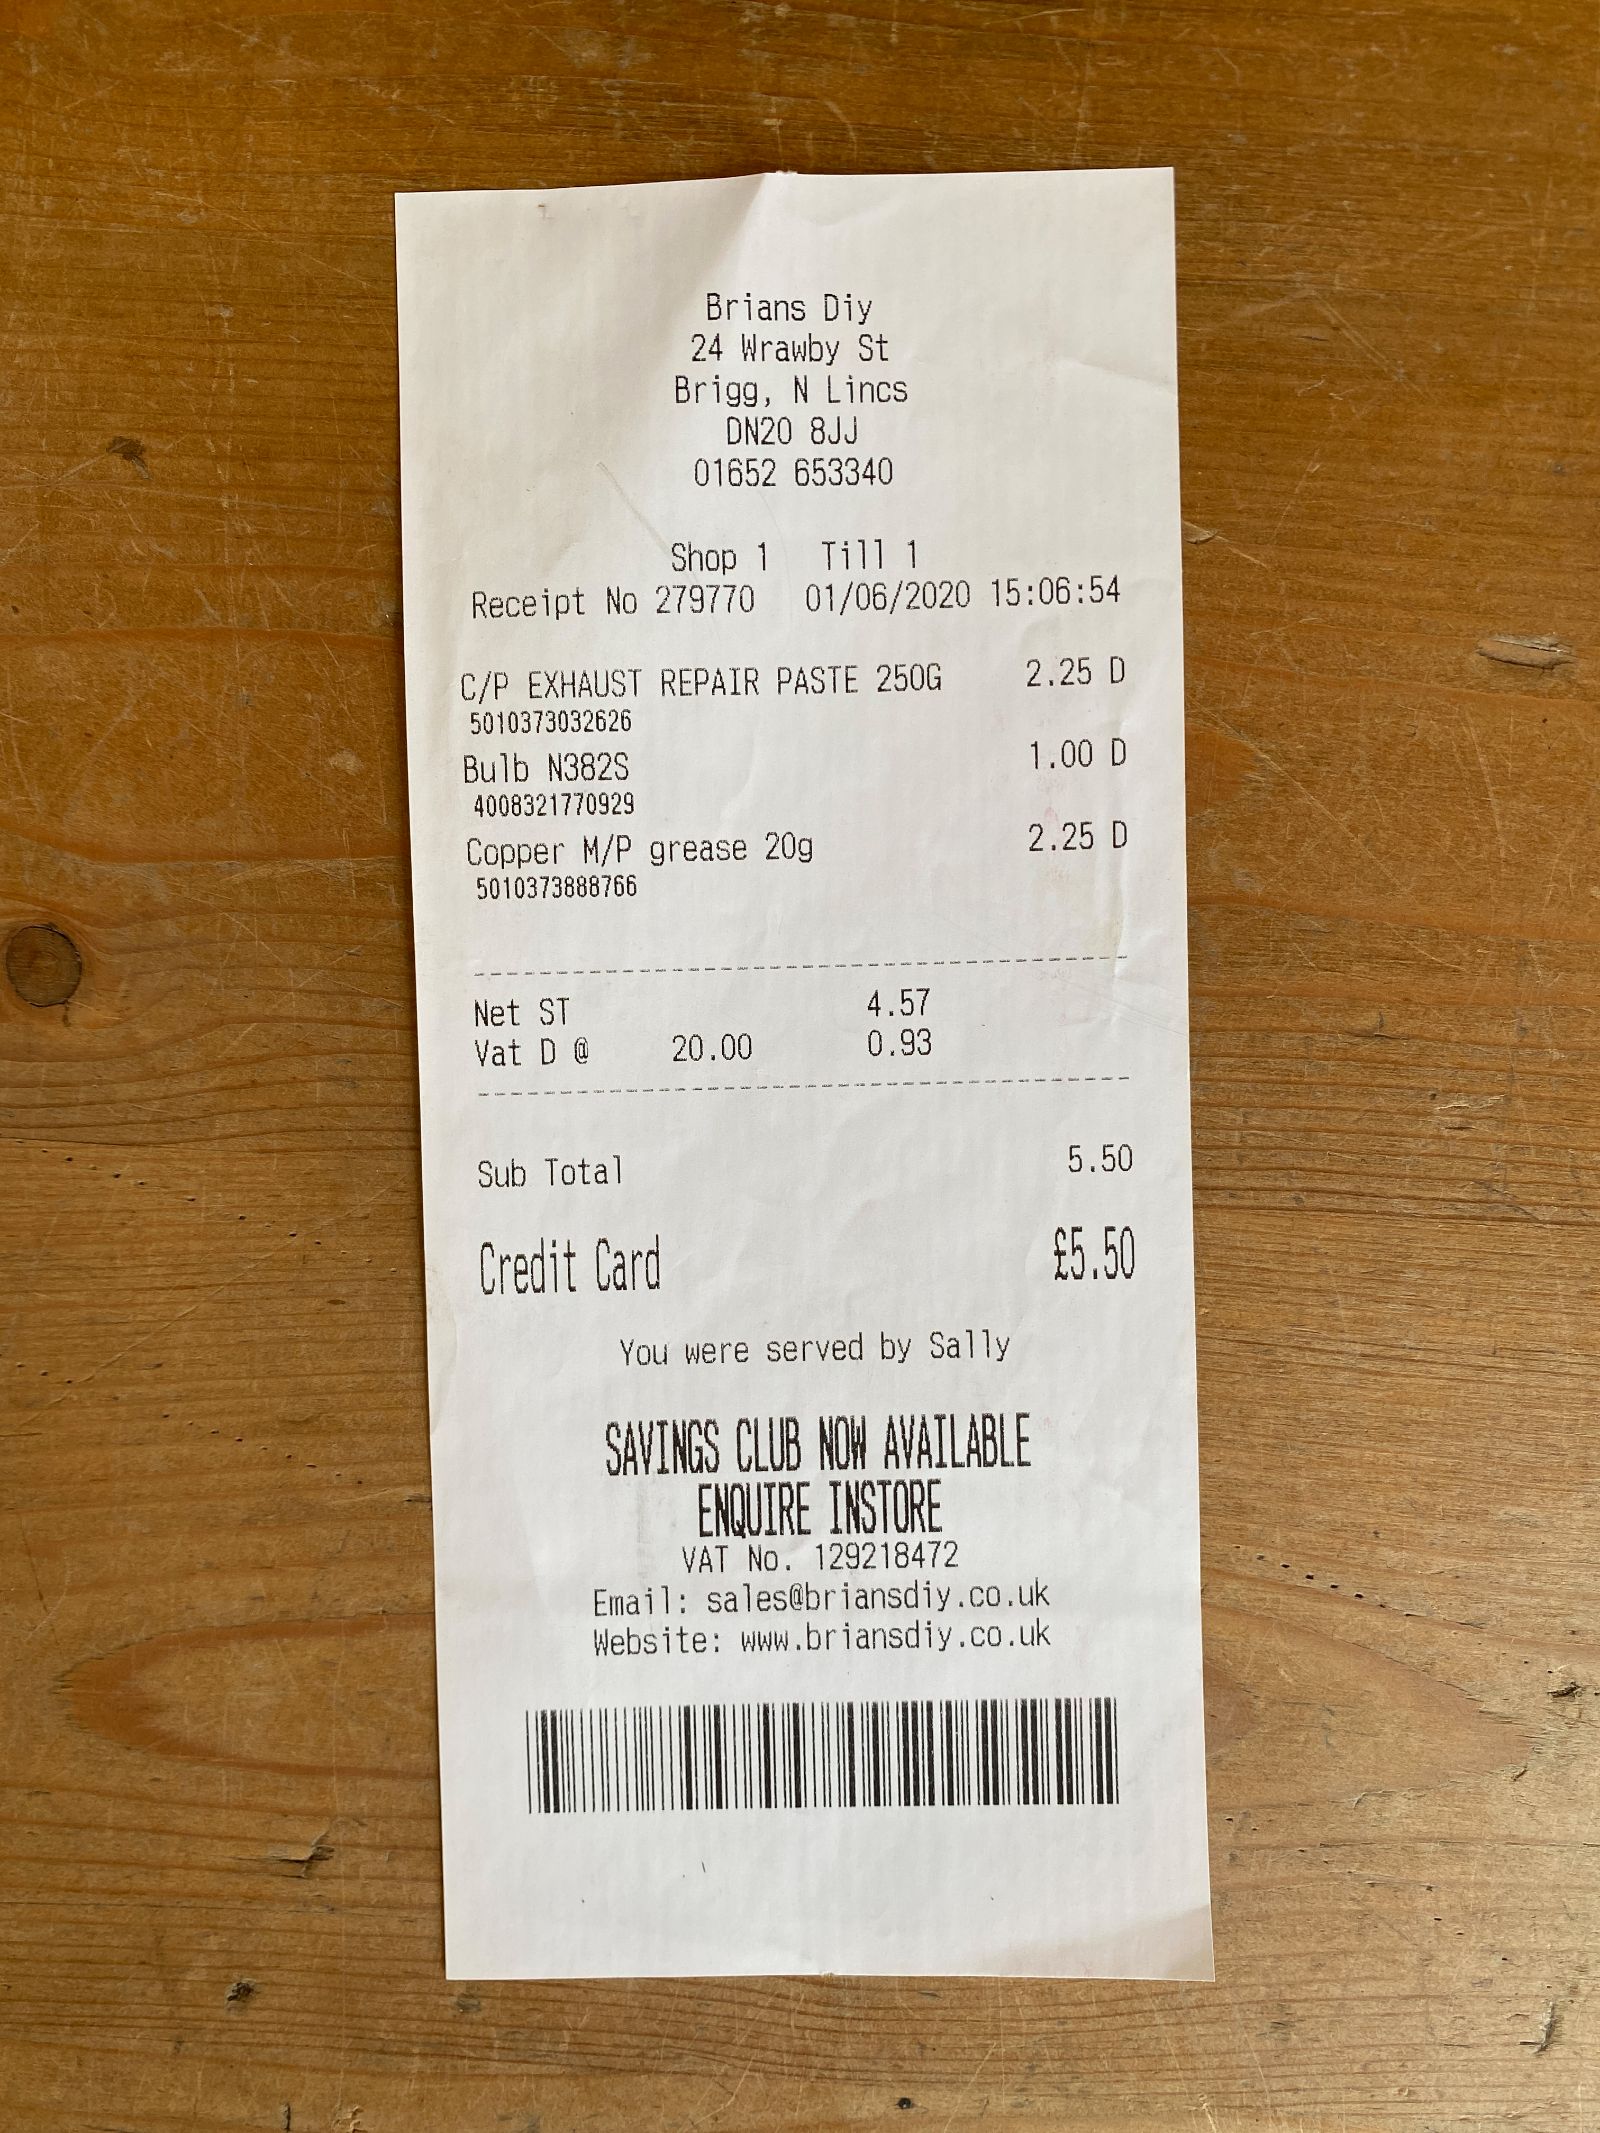 Brians Diy
24 Wrawby St
Brigg, N Lincs
DN20 8JJ
01652 653340
Shop 1 Till 1
Receipt No 279770 01/06/2020 15:06:54
C/P EXHAUST REPAIR PASTE 250G 2.25 D
5010373032626
Bulb N382S 1.00 D
4008321770929
Copper M/P grease 20g 2.25 D
5010373888766
Net ST 4.57
Vat D @ 20.00 0.93
Sub Total 5.50
Credit Card £5.50
You were served by Sally
SAVINGS CLUB NOW AVAILABLE
ENQUIRE INSTORE
VAT No. 129218472
Email: sales@briansdiy.co.uk
Website: www.briansdiy.co.uk